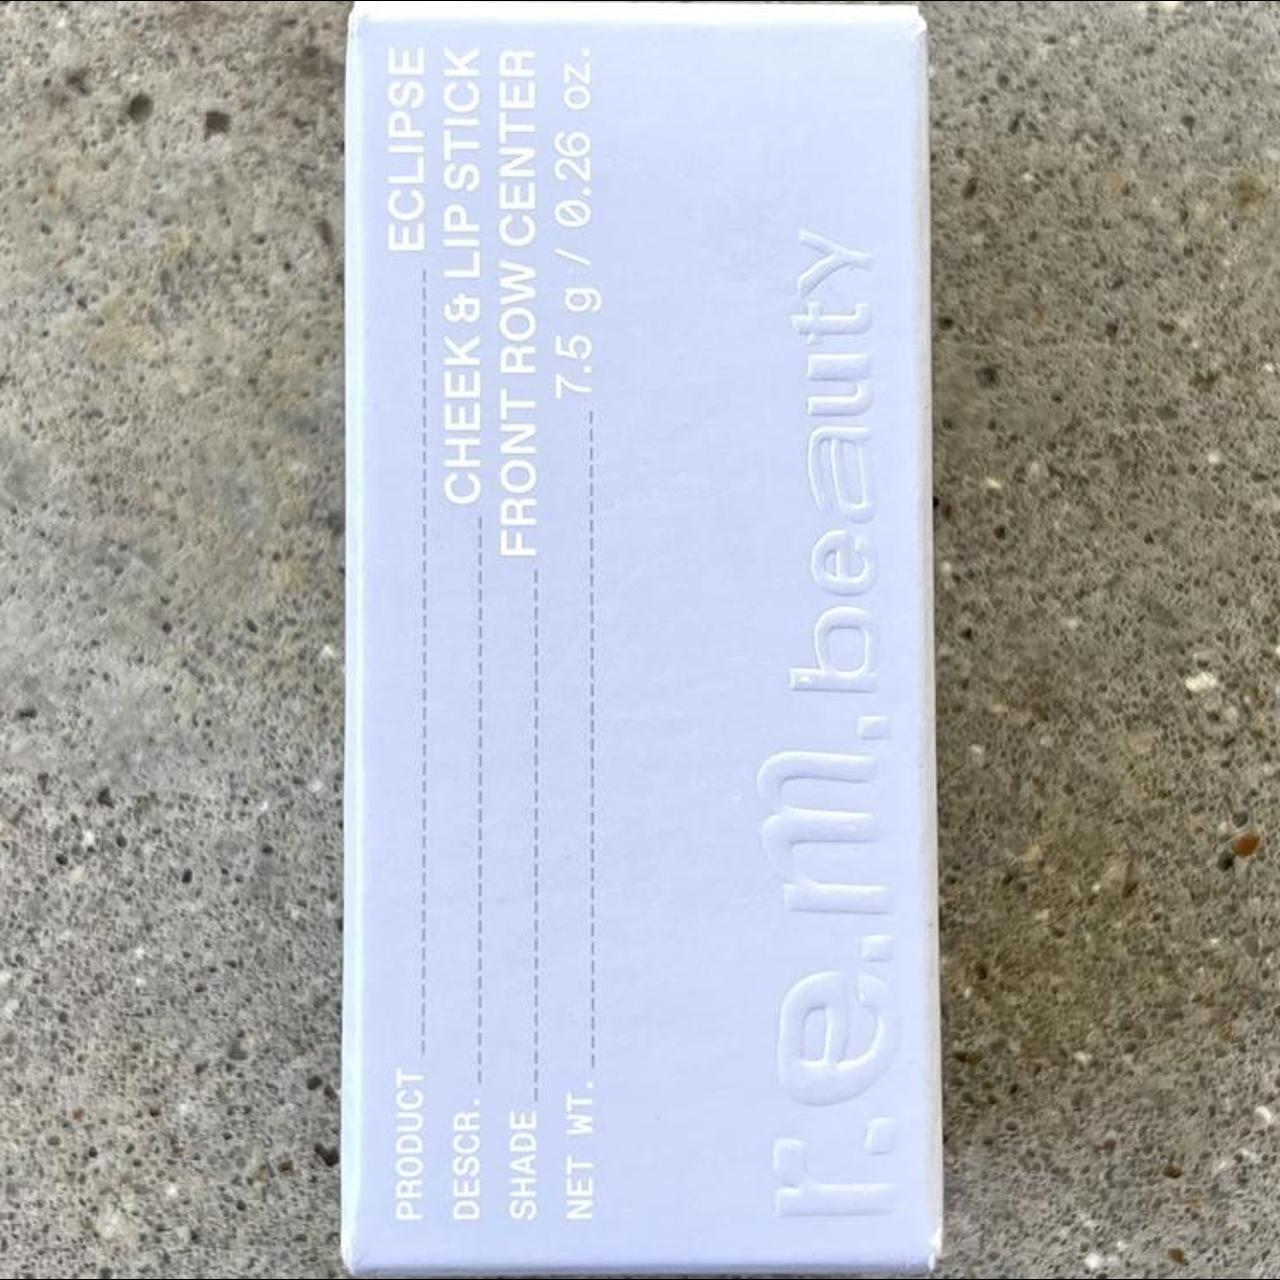 PRODUCT ECLIPSE
DESCR. CHEEK & LIP STICK
SHADE FRONT ROW CENTER
NET WT. 7.5 g / 0.26 oz.
r.e.m.beauty